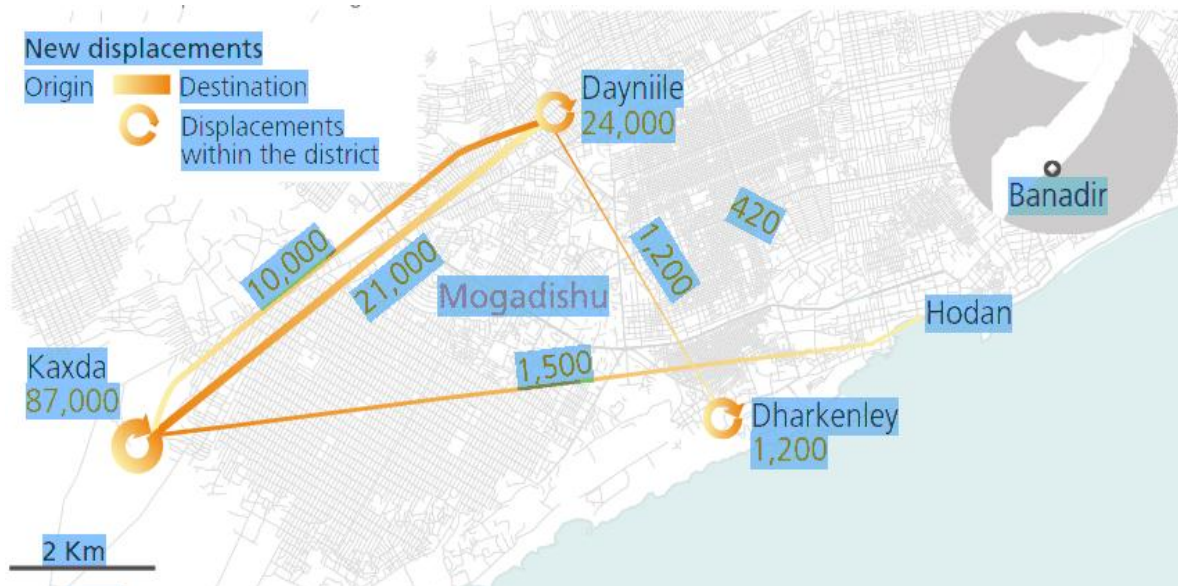 New displacements
Origin Destination
Displacements
within the district
Dayniile
24,000
Banadir
420
1,200
10,000
21,000
Mogadishu
Hodan
1,500
Kaxda
87,000
Dharkenley
1,200
2 Km